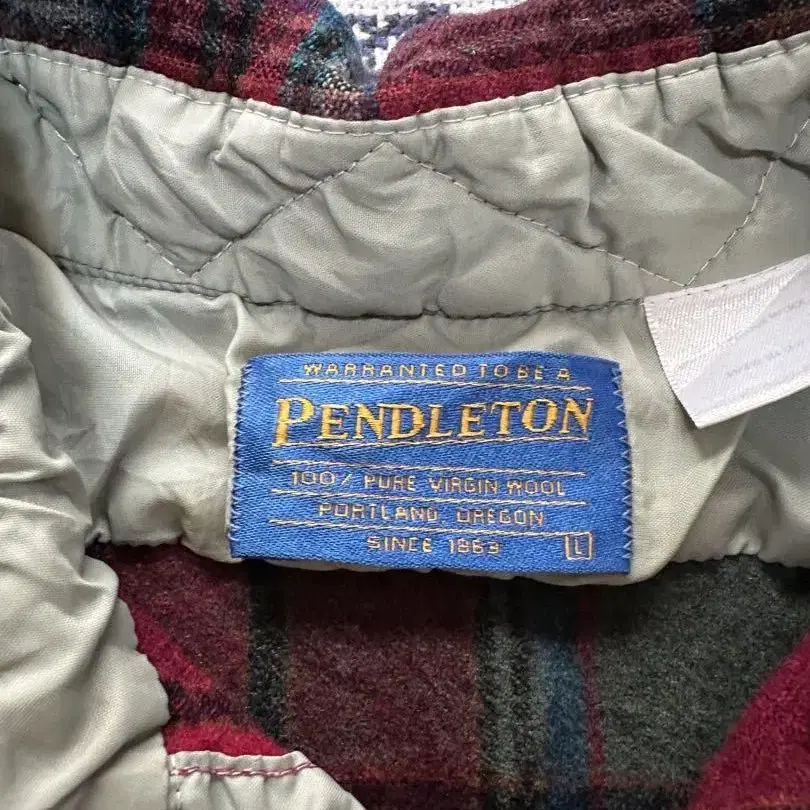 WARRANTED TO BE A
PENDLETON
100% PURE VIRGIN WOOL
PORTLAND, OREGON
SINCE 1863
L